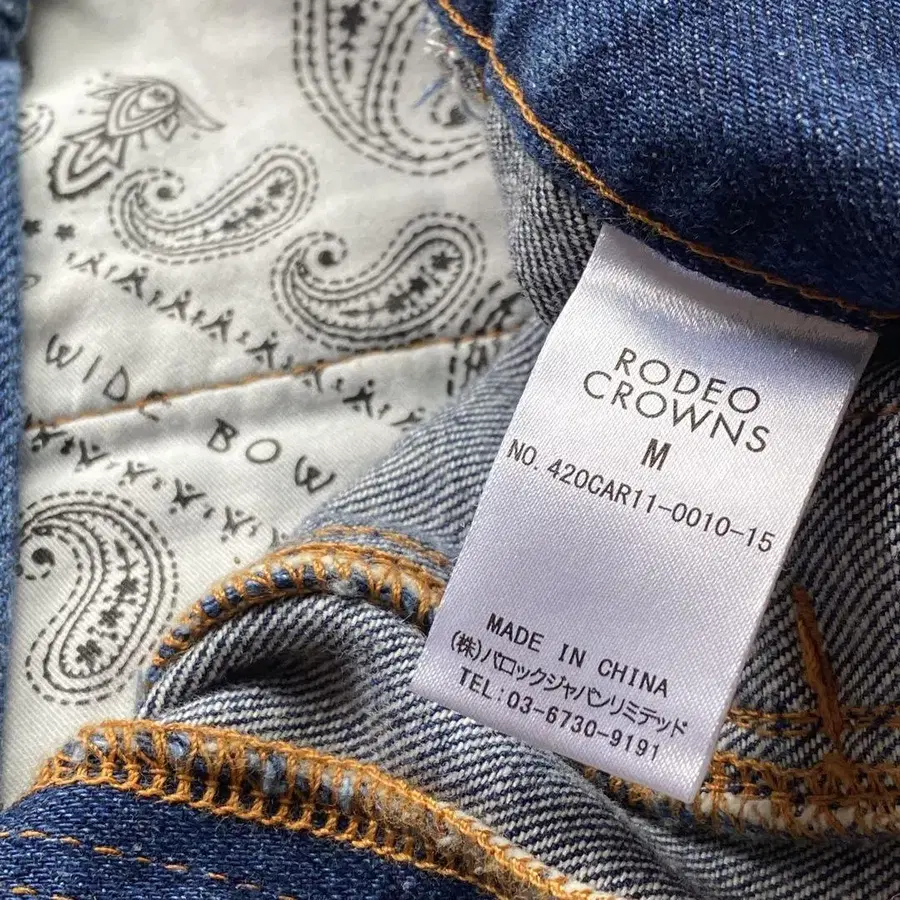 WIDE BOW
RODEO
CROWNS
M
NO. 420CAR11-0010-15
MADE IN CHINA
(株)バロックジャパンリミテッド
TEL: 03-6730-9191